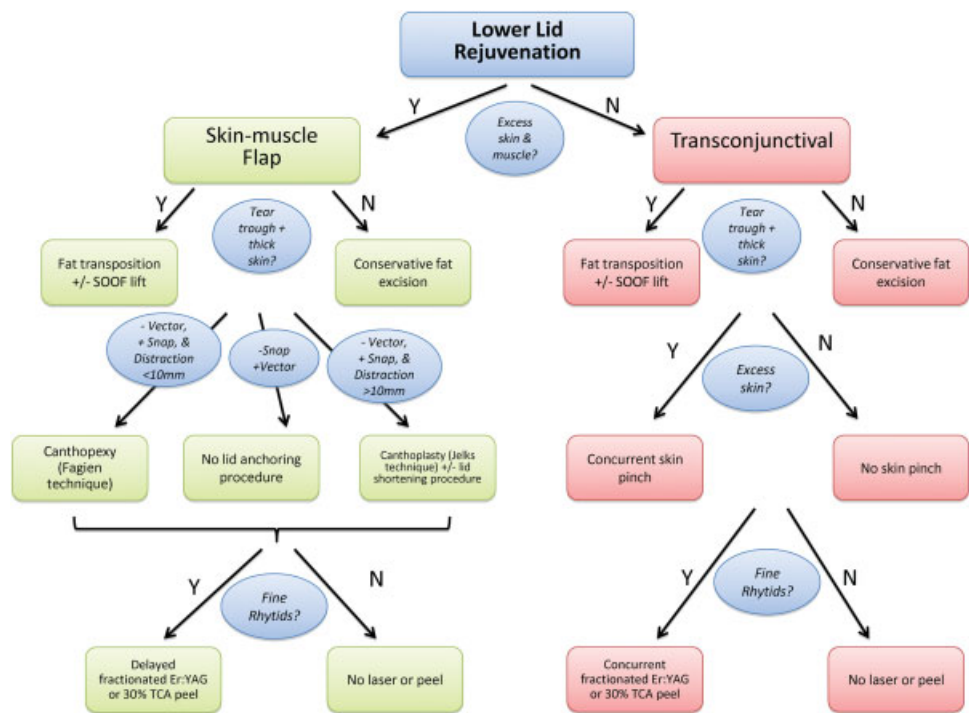 Lower Lid
Rejuvenation
Y
N
Excess
skin &
muscle?
Skin-muscle
Flap
Transconjunctival
Y
N
Tear
trough +
thick
skin?
Y
N
Tear
trough +
thick
skin?
Fat transposition
+/- SOOF lift
Conservative fat
excision
Fat transposition
+/- SOOF lift
Conservative fat
excision
- Vector,
+ Snap, &
Distraction
<10mm
-Snap
+Vector
- Vector,
+ Snap, &
Distraction
>10mm
Y
N
Excess
skin?
Canthopexy
(Fagien
technique)
No lid anchoring
procedure
Canthoplasty (Jelks
technique) +/- lid
shortening procedure
Concurrent skin
pinch
No skin pinch
Y
N
Fine
Rhytids?
Y
N
Fine
Rhytids?
Delayed
fractionated Er:YAG
or 30% TCA peel
No laser or peel
Concurrent
fractionated Er:YAG
or 30% TCA peel
No laser or peel